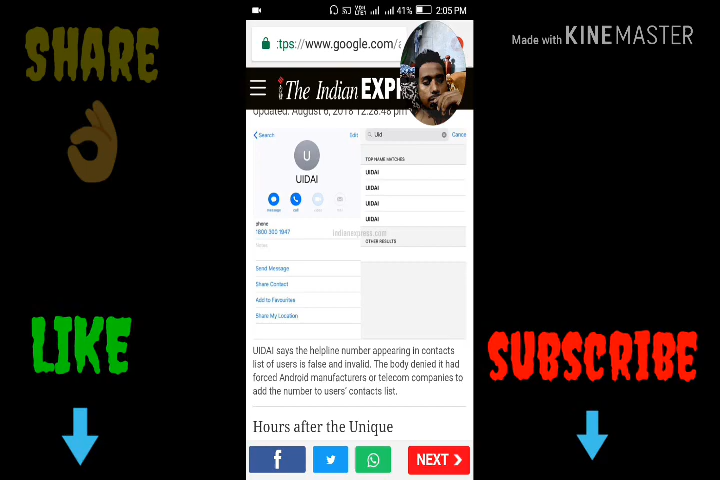 SHARE
LIKE
41% 2:05 PM
tps://www.google.com/a
The Indian EXP
Updated: August 6, 2018 12:28:48 pm
Search Edit
U
UIDAI
message call
phone
1800 300 1947
Notes
Send Message
Share Contact
Add to Favourites
Share My Location
Uid Cance
TOP NAME MATCHES
UIDAI
UIDAI
UIDAI
UIDAI
OTHER RESULTS
indianexpress.com
UIDAI says the helpline number appearing in contacts
list of users is false and invalid. The body denied it had
forced Android manufacturers or telecom companies to
add the number to users' contacts list.
Hours after the Unique
f
NEXT
Made with KINEMASTER
SUBSCRIBE